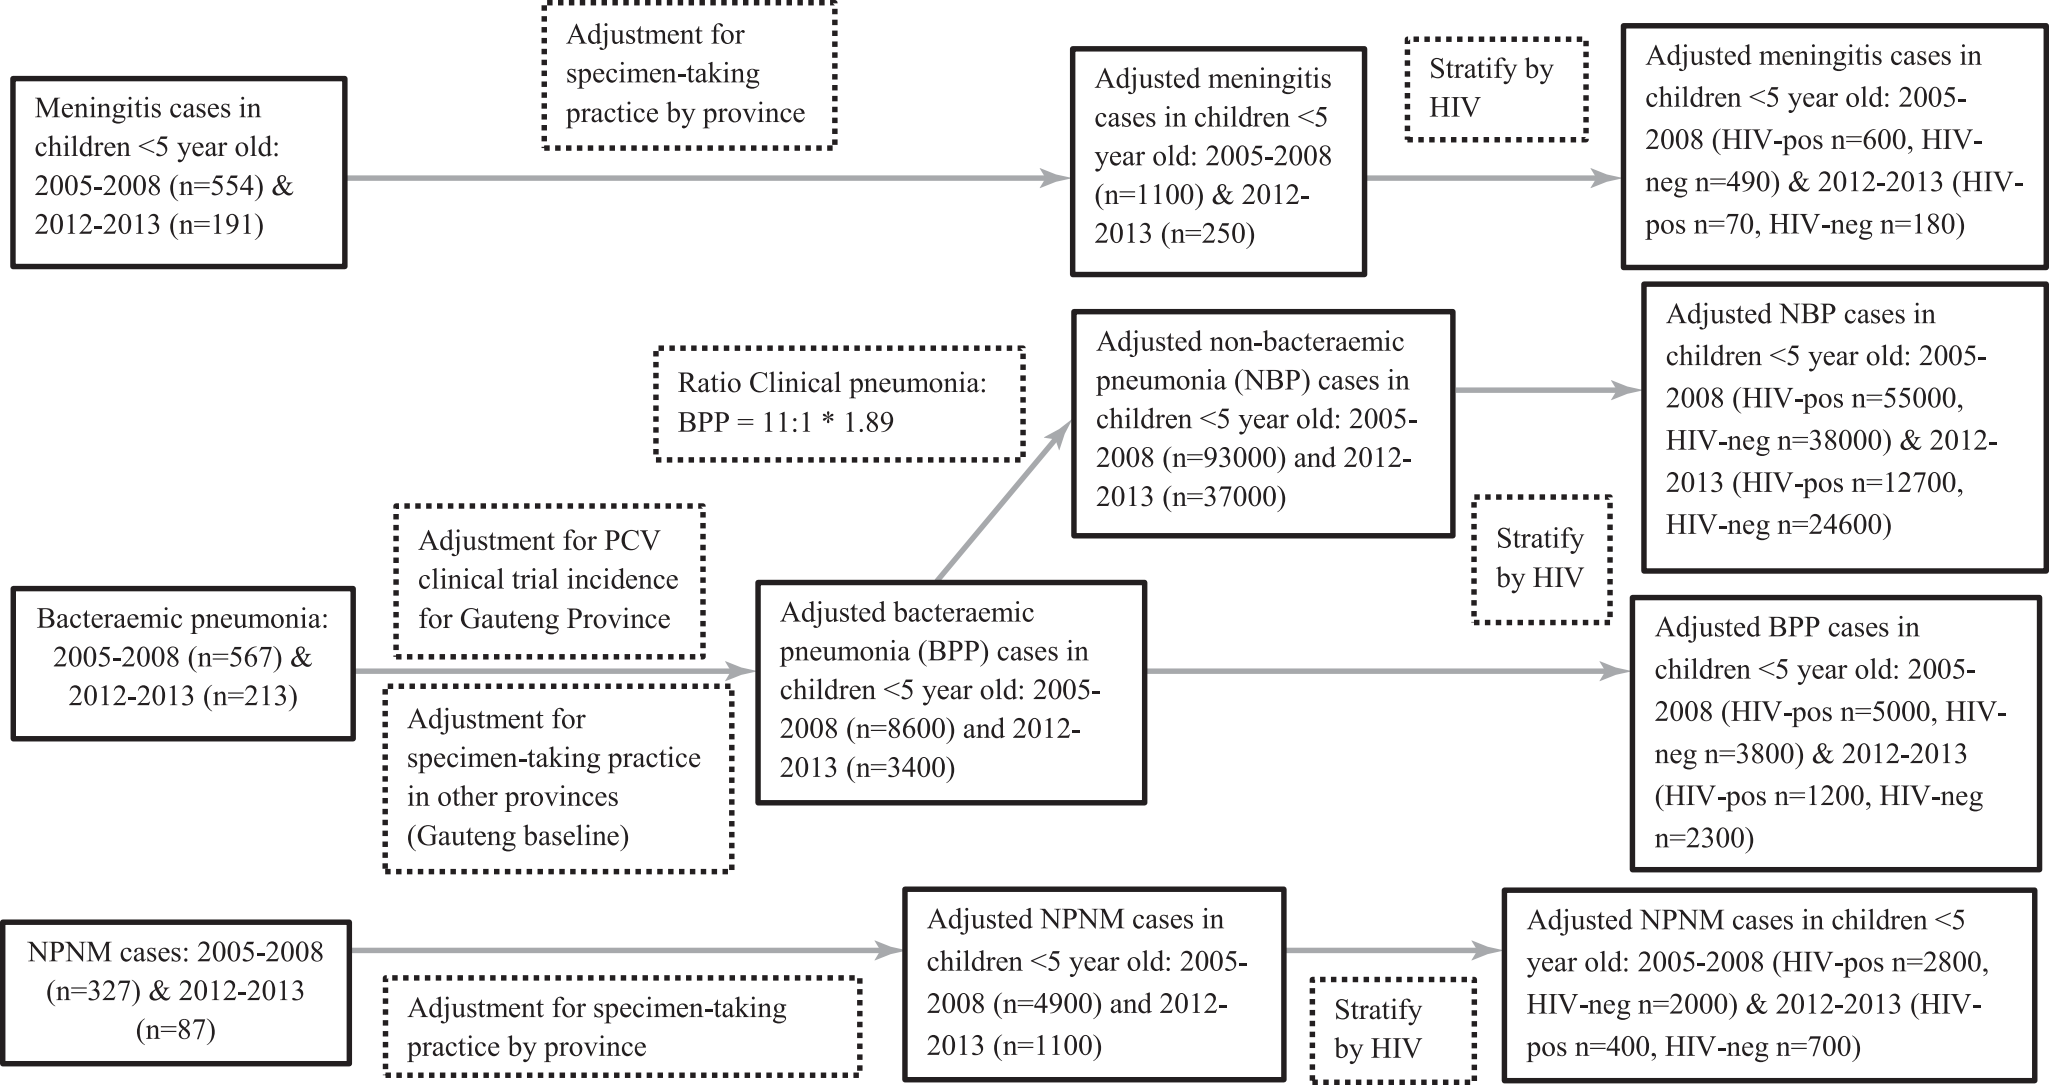 Meningitis cases in
children <5 year old:
2005-2008 (n=554) &
2012-2013 (n=191)
Adjustment for
specimen-taking
practice by province
Adjusted meningitis
cases in children <5
year old: 2005-2008
(n=1100) & 2012-
2013 (n=250)
Stratify by
HIV
Adjusted meningitis cases in
children <5 year old: 2005-
2008 (HIV-pos n=600, HIV-
neg n=490) & 2012-2013 (HIV-
pos n=70, HIV-neg n=180)
Bacteraemic pneumonia:
2005-2008 (n=567) &
2012-2013 (n=213)
Adjustment for PCV
clinical trial incidence
for Gauteng Province
Adjustment for
specimen-taking practice
in other provinces
(Gauteng baseline)
Adjusted bacteraemic
pneumonia (BPP) cases in
children <5 year old: 2005-
2008 (n=8600) and 2012-
2013 (n=3400)
Ratio Clinical pneumonia:
BPP = 11:1 * 1.89
Adjusted non-bacteraemic
pneumonia (NBP) cases in
children <5 year old: 2005-
2008 (n=93000) and 2012-
2013 (n=37000)
Stratify
by HIV
Adjusted NBP cases in
children <5 year old: 2005-
2008 (HIV-pos n=55000,
HIV-neg n=38000) & 2012-
2013 (HIV-pos n=12700,
HIV-neg n=24600)
Adjusted BPP cases in
children <5 year old: 2005-
2008 (HIV-pos n=5000, HIV-
neg n=3800) & 2012-2013
(HIV-pos n=1200, HIV-neg
n=2300)
NPNM cases: 2005-2008
(n=327) & 2012-2013
(n=87)
Adjustment for specimen-taking
practice by province
Adjusted NPNM cases in
children <5 year old: 2005-
2008 (n=4900) and 2012-
2013 (n=1100)
Stratify
by HIV
Adjusted NPNM cases in children <5
year old: 2005-2008 (HIV-pos n=2800,
HIV-neg n=2000) & 2012-2013 (HIV-
pos n=400, HIV-neg n=700)